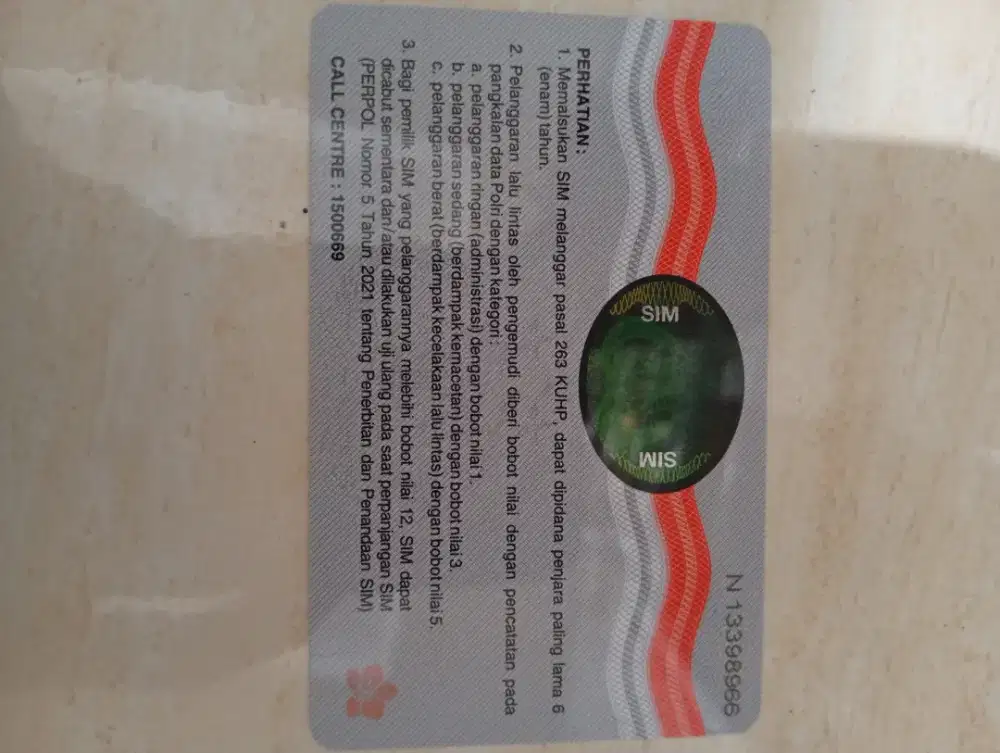 N 13398966
SIM
SIM
PERHATIAN :
1. Memalsukan SIM melanggar pasal 263 KUHP, dapat dipidana penjara paling lama 6
(enam) tahun.
2. Pelanggaran lalu lintas oleh pengemudi diberi bobot nilai dengan pencatatan pada
pangkalan data Polri dengan kategori :
a. pelanggaran ringan (administrasi) dengan bobot nilai 1.
b. pelanggaran sedang (berdampak kemacetan) dengan bobot nilai 3.
c. pelanggaran berat (berdampak kecelakaan lalu lintas) dengan bobot nilai 5.
3. Bagi pemilik SIM yang pelanggarannya melebihi bobot nilai 12, SIM dapat
dicabut sementara dan/atau dilakukan uji ulang pada saat perpanjangan SIM
(PERPOL Nomor 5 Tahun 2021 tentang Penerbitan dan Penandaan SIM)
CALL CENTRE : 1500669